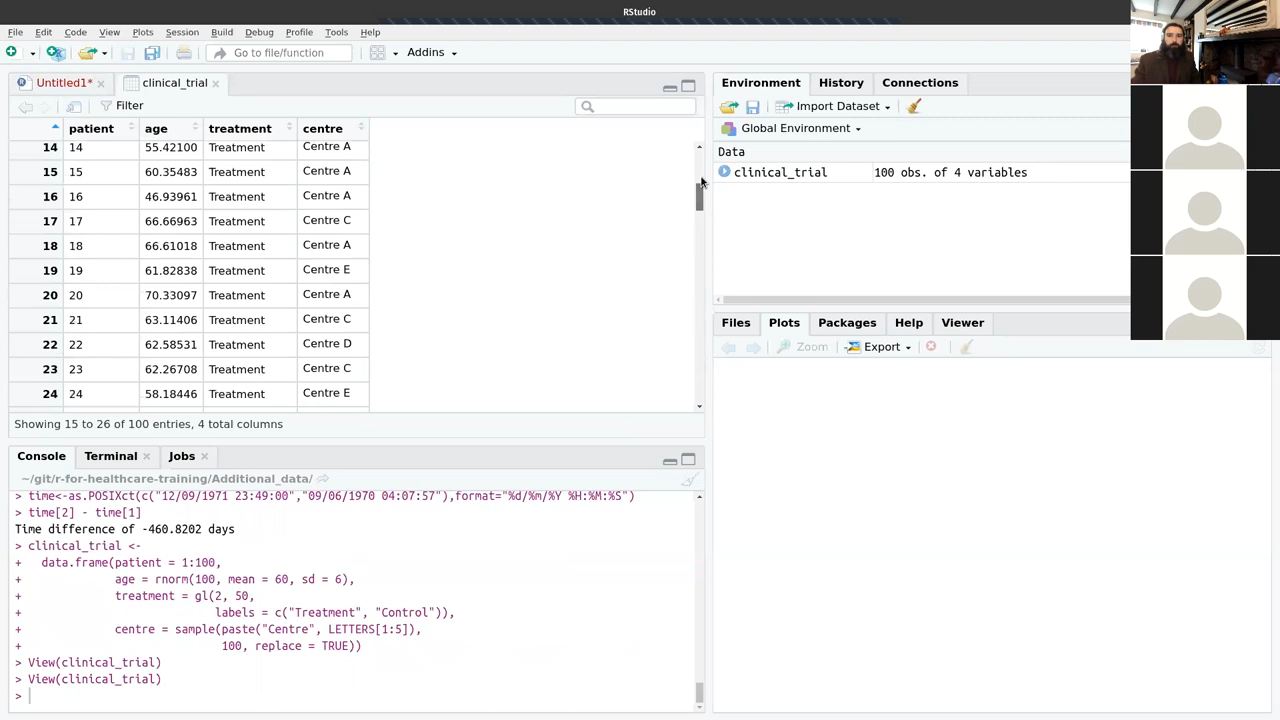 RStudio
File Edit Code View Plots Session Build Debug Profile Tools Help
Go to file/function Addins
Untitled1* clinical_trial
Filter
patient age treatment centre
14 14 55.42100 Treatment Centre A
15 15 60.35483 Treatment Centre A
16 16 46.93961 Treatment Centre A
17 17 66.66963 Treatment Centre C
18 18 66.61018 Treatment Centre A
19 19 61.82838 Treatment Centre E
20 20 70.33097 Treatment Centre A
21 21 63.11406 Treatment Centre C
22 22 62.58531 Treatment Centre D
23 23 62.26708 Treatment Centre C
24 24 58.18446 Treatment Centre E
Showing 15 to 26 of 100 entries, 4 total columns
Console Terminal Jobs
~/git/r-for-healthcare-training/Additional_data/
> time<-as.POSIXct(c("12/09/1971 23:49:00","09/06/1970 04:07:57"),format="%d/%m/%Y %H:%M:%S")
> time[2] - time[1]
Time difference of -460.8202 days
> clinical_trial <-
+ data.frame(patient = 1:100,
+ age = rnorm(100, mean = 60, sd = 6),
+ treatment = gl(2, 50,
+ labels = c("Treatment", "Control")),
+ centre = sample(paste("Centre", LETTERS[1:5]),
+ 100, replace = TRUE))
> View(clinical_trial)
> View(clinical_trial)
>
Environment History Connections
Import Dataset
Global Environment
Data
clinical_trial 100 obs. of 4 variables
Files Plots Packages Help Viewer
Zoom Export